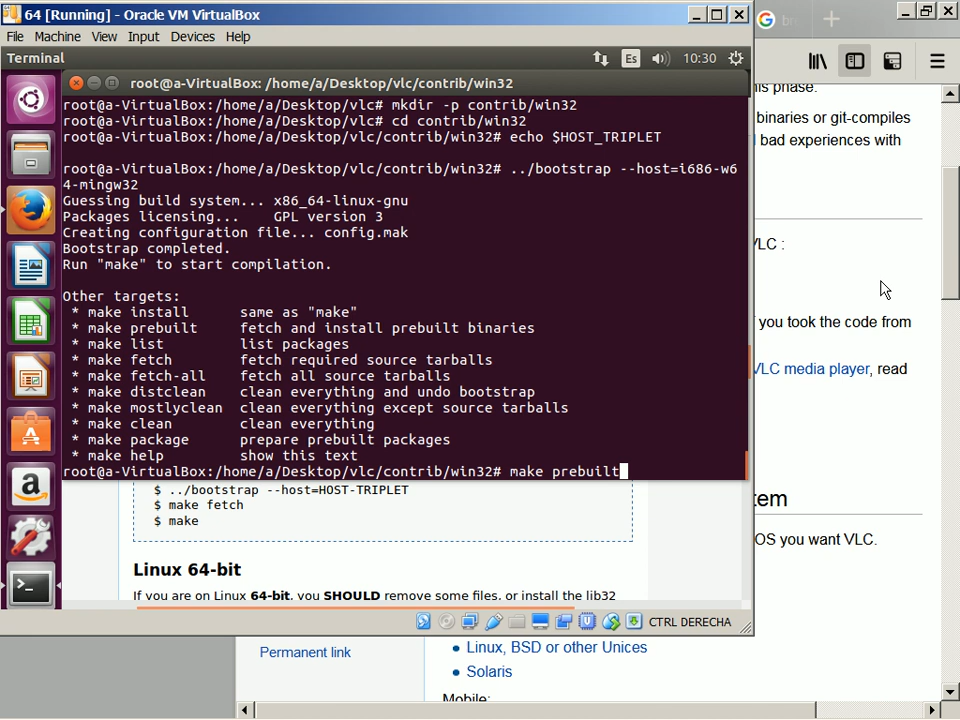 64 [Running] - Oracle VM VirtualBox
File Machine View Input Devices Help
Terminal
Es
10:30
root@a-VirtualBox: /home/a/Desktop/vlc/contrib/win32
root@a-VirtualBox:/home/a/Desktop/vlc# mkdir -p contrib/win32
root@a-VirtualBox:/home/a/Desktop/vlc# cd contrib/win32
root@a-VirtualBox:/home/a/Desktop/vlc/contrib/win32# echo $HOST_TRIPLET
root@a-VirtualBox:/home/a/Desktop/vlc/contrib/win32# ../bootstrap --host=i686-w6
4-mingw32
Guessing build system... x86_64-linux-gnu
Packages licensing... GPL version 3
Creating configuration file... config.mak
Bootstrap completed.
Run "make" to start compilation.
Other targets:
* make install same as "make"
* make prebuilt fetch and install prebuilt binaries
* make list list packages
* make fetch fetch required source tarballs
* make fetch-all fetch all source tarballs
* make distclean clean everything and undo bootstrap
* make mostlyclean clean everything except source tarballs
* make clean clean everything
* make package prepare prebuilt packages
* make help show this text
root@a-VirtualBox:/home/a/Desktop/vlc/contrib/win32# make prebuilt
$ ../bootstrap --host=HOST-TRIPLET
$ make fetch
$ make
Linux 64-bit
If you are on Linux 64-bit, you SHOULD remove some files, or install the lib32
CTRL DERECHA
this phase.
binaries or git-compiles
bad experiences with
VLC :
you took the code from
VLC media player, read
tem
OS you want VLC.
Permanent link
Linux, BSD or other Unices
Solaris
Mobile: